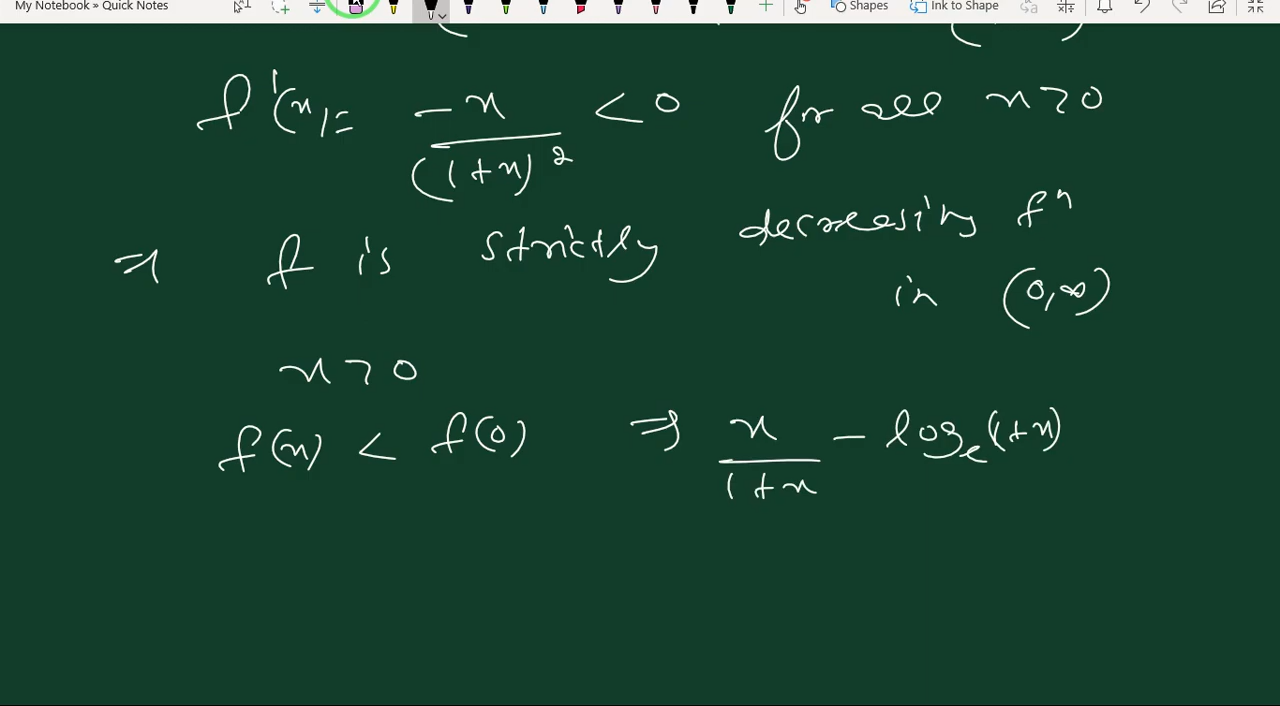 My Notebook » Quick Notes Shapes Ink to Shape
f'(x) = -x / (1+x)² < 0 for all x > 0
⇒ f is strictly decreasing fⁿ
in (0, ∞)
x > 0
f(x) < f(0) ⇒ x / (1+x) - logₑ(1+x)